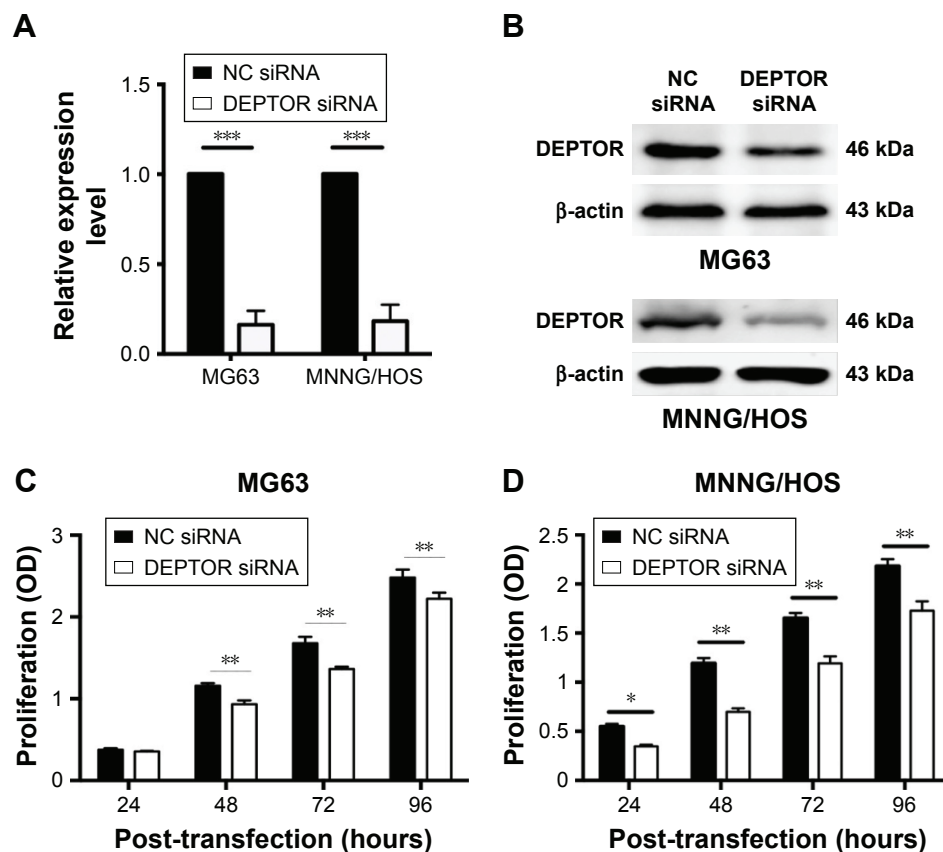 A
NC siRNA
DEPTOR siRNA
Relative expression
level
1.5
1.0
0.5
0.0
***
***
MG63
MNNG/HOS
B
NC
siRNA
DEPTOR
siRNA
DEPTOR
46 kDa
β-actin
43 kDa
MG63
DEPTOR
46 kDa
β-actin
43 kDa
MNNG/HOS
C
MG63
NC siRNA
DEPTOR siRNA
Proliferation (OD)
3
2
1
0
**
**
**
24
48
72
96
Post-transfection (hours)
D
MNNG/HOS
NC siRNA
DEPTOR siRNA
Proliferation (OD)
2.5
2
1.5
1
0.5
0
*
**
**
**
24
48
72
96
Post-transfection (hours)